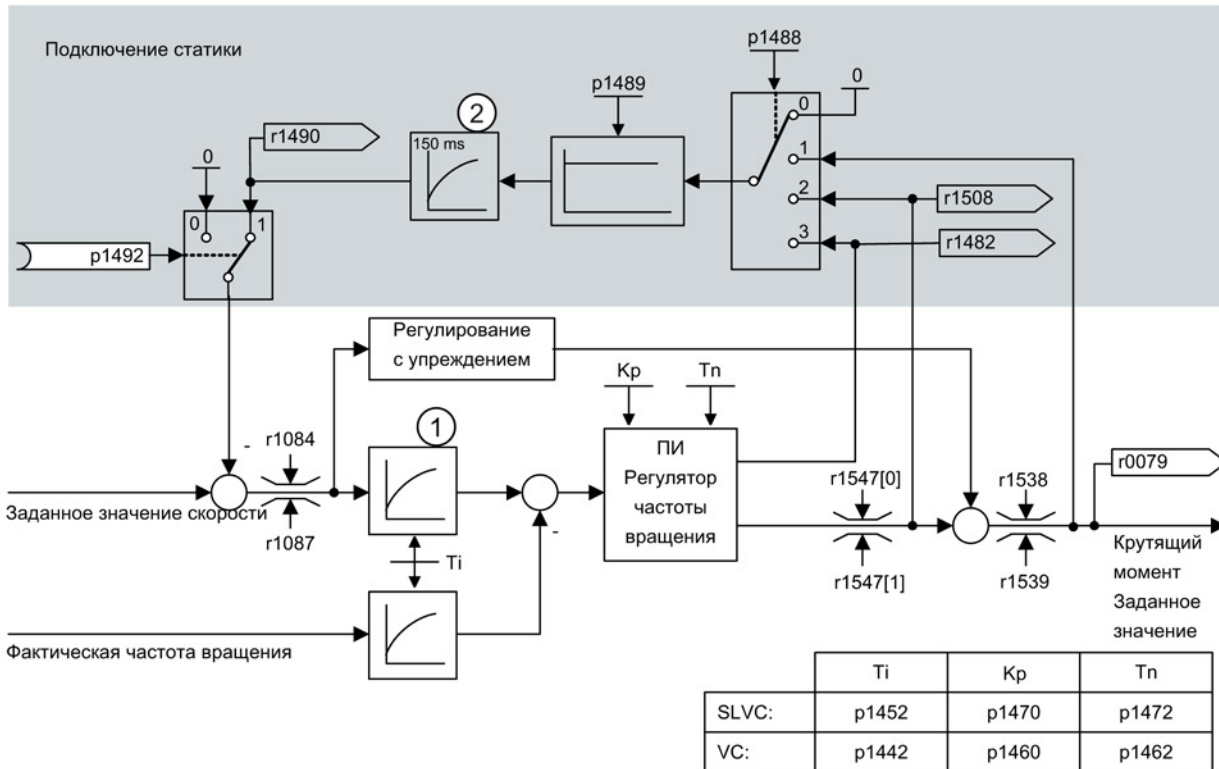 Подключение статики
p1488
p1489
0
r1490
2
150 ms
0
1
2
3
r1508
r1482
0
0
1
p1492
Регулирование
с упреждением
Kp
Tn
r1084
1
ПИ
Регулятор
частоты
вращения
r0079
r1547[0]
r1538
-
Заданное значение скорости
r1087
Ti
-
r1547[1]
r1539
Крутящий
момент
Заданное
значение
Фактическая частота вращения
Ti Kp Tn
SLVC: p1452 p1470 p1472
VC: p1442 p1460 p1462